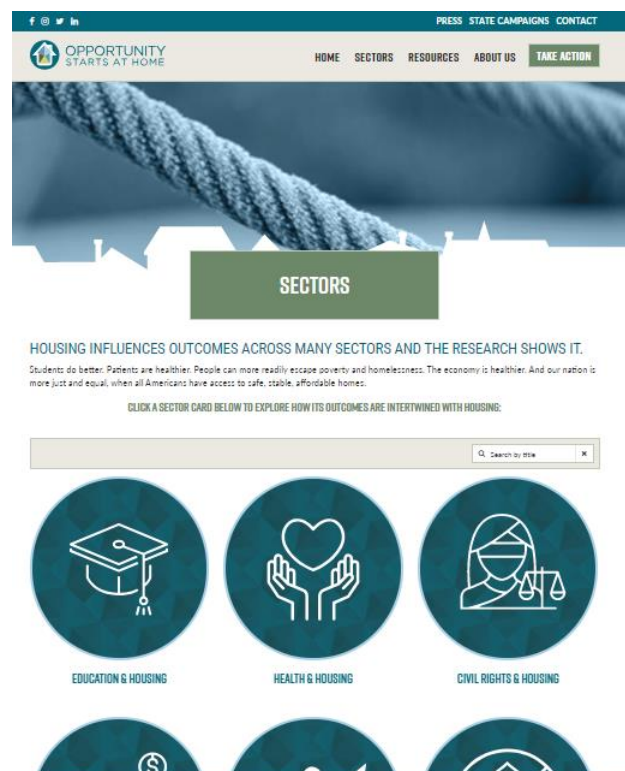 PRESS STATE CAMPAIGNS CONTACT
OPPORTUNITY
STARTS AT HOME
HOME SECTORS RESOURCES ABOUT US TAKE ACTION
SECTORS
HOUSING INFLUENCES OUTCOMES ACROSS MANY SECTORS AND THE RESEARCH SHOWS IT.
Students do better. Patients are healthier. People can more readily escape poverty and homelessness. The economy is healthier. And our nation is
more just and equal, when all Americans have access to safe, stable, affordable homes.
CLICK A SECTOR CARD BELOW TO EXPLORE HOW ITS OUTCOMES ARE INTERTWINED WITH HOUSING:
Search by title
EDUCATION & HOUSING HEALTH & HOUSING CIVIL RIGHTS & HOUSING